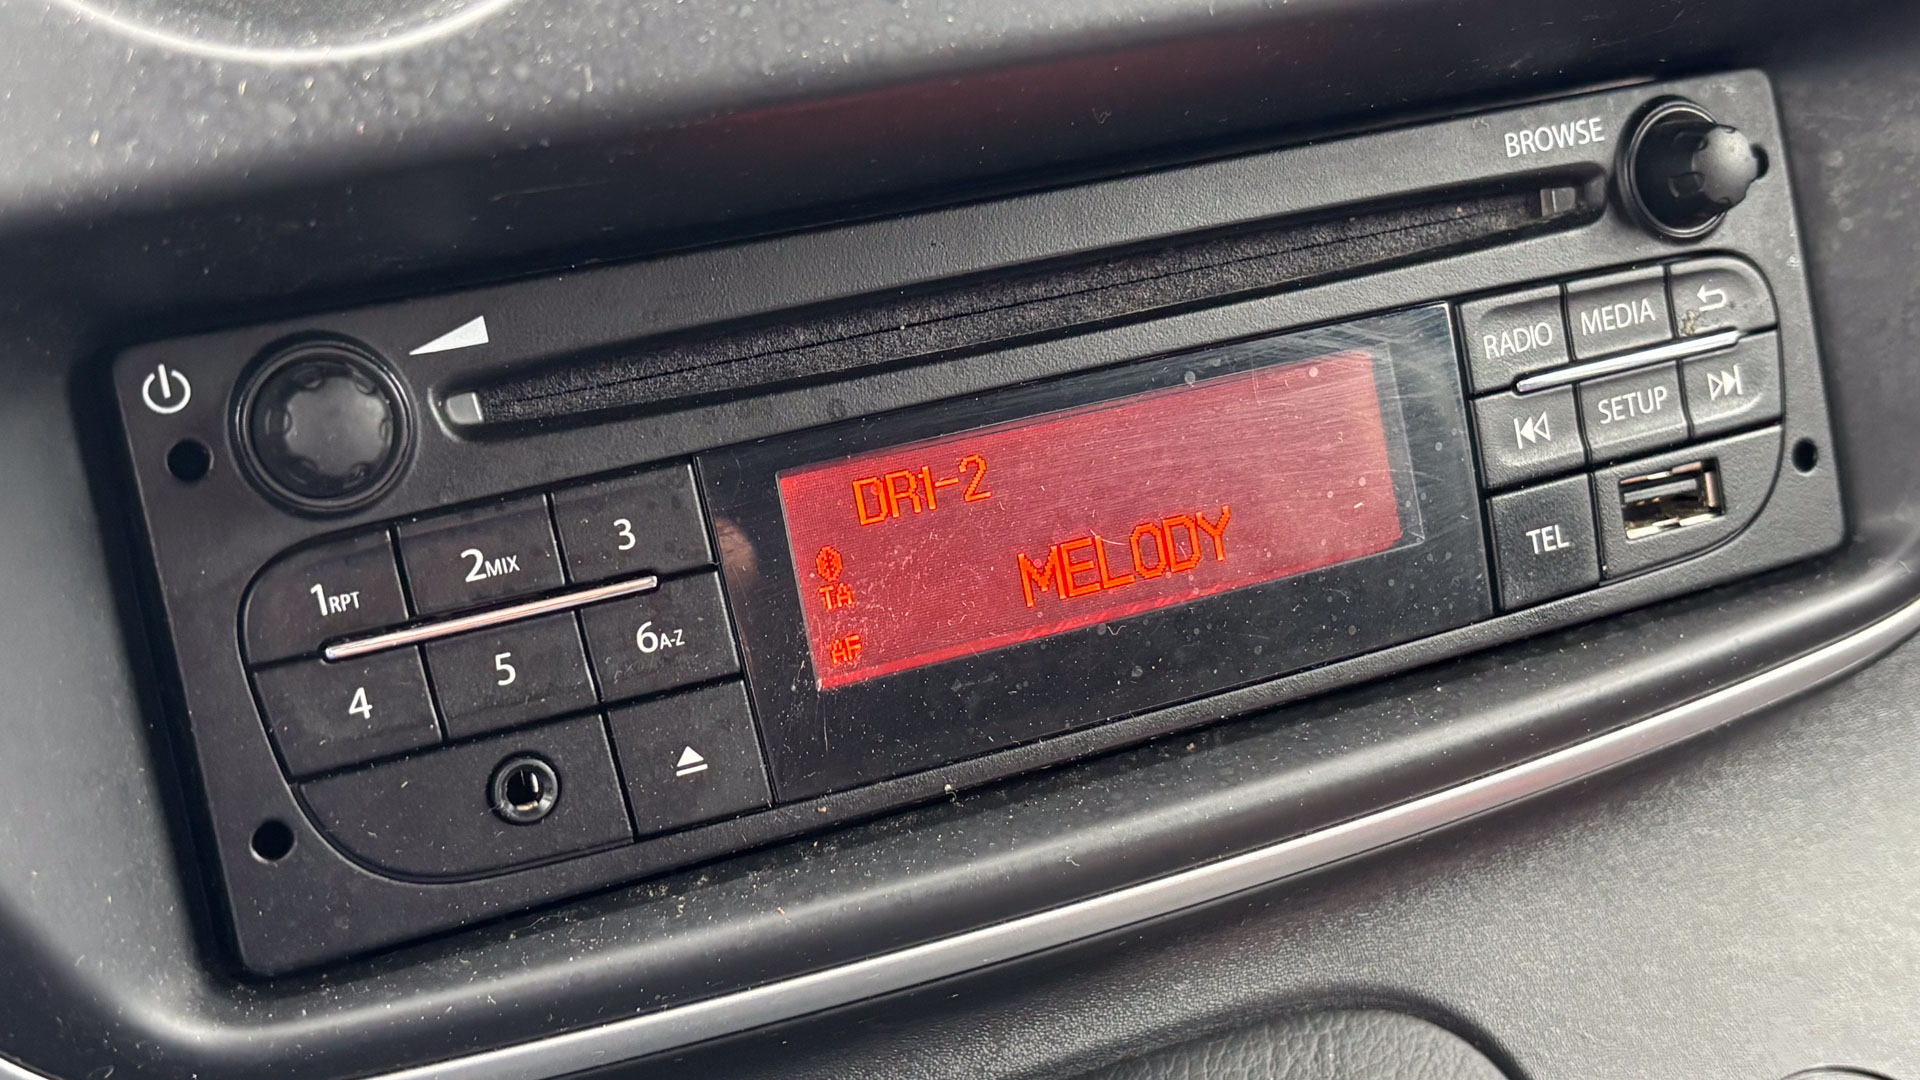 BROWSE
RADIO
MEDIA
SETUP
TEL
DR1-2
MELODY
TA
AF
1RPT
2MIX
3
4
5
6A-Z